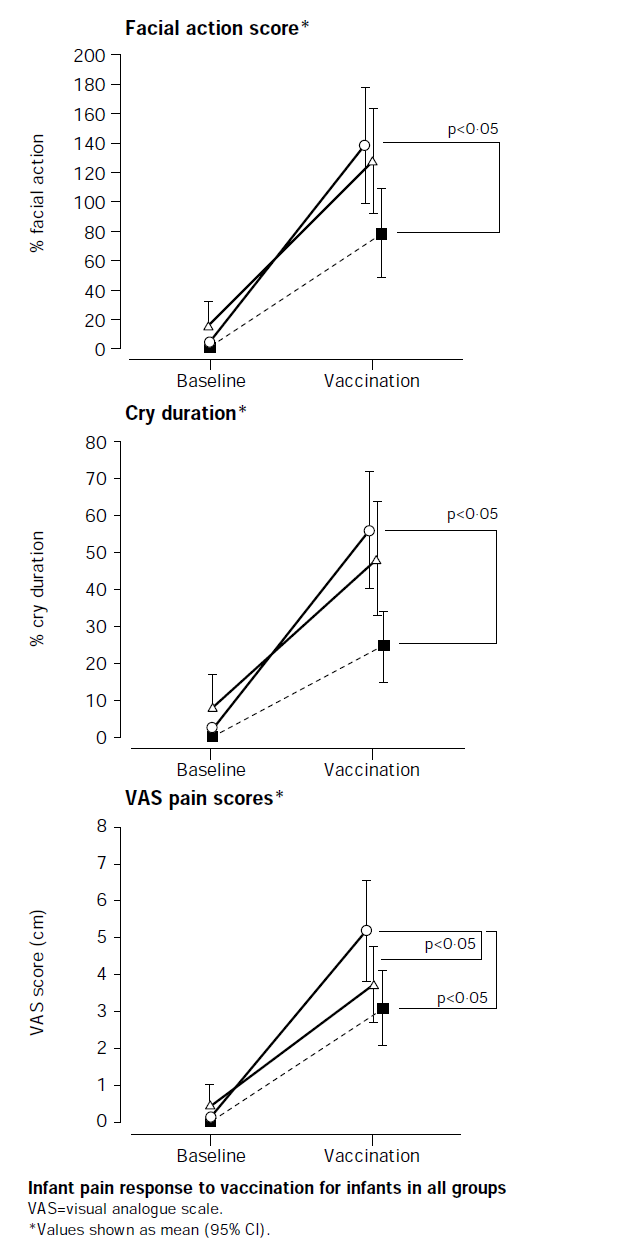 Facial action score*
% facial action
200
180
160
140
120
100
80
60
40
20
0
p<0·05
Baseline
Vaccination
Cry duration*
% cry duration
80
70
60
50
40
30
20
10
0
p<0·05
Baseline
Vaccination
VAS pain scores*
VAS score (cm)
8
7
6
5
4
3
2
1
0
p<0·05
p<0·05
Baseline
Vaccination
Infant pain response to vaccination for infants in all groups
VAS=visual analogue scale.
*Values shown as mean (95% CI).